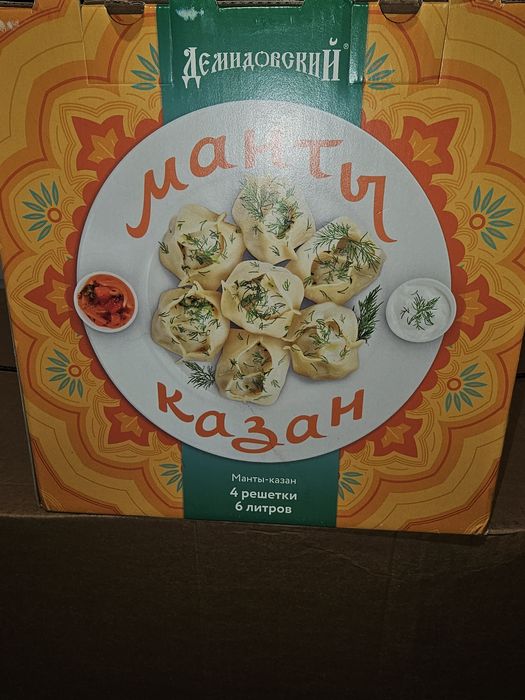 Демидовский®
манты
казан
Манты-казан
4 решетки
6 литров